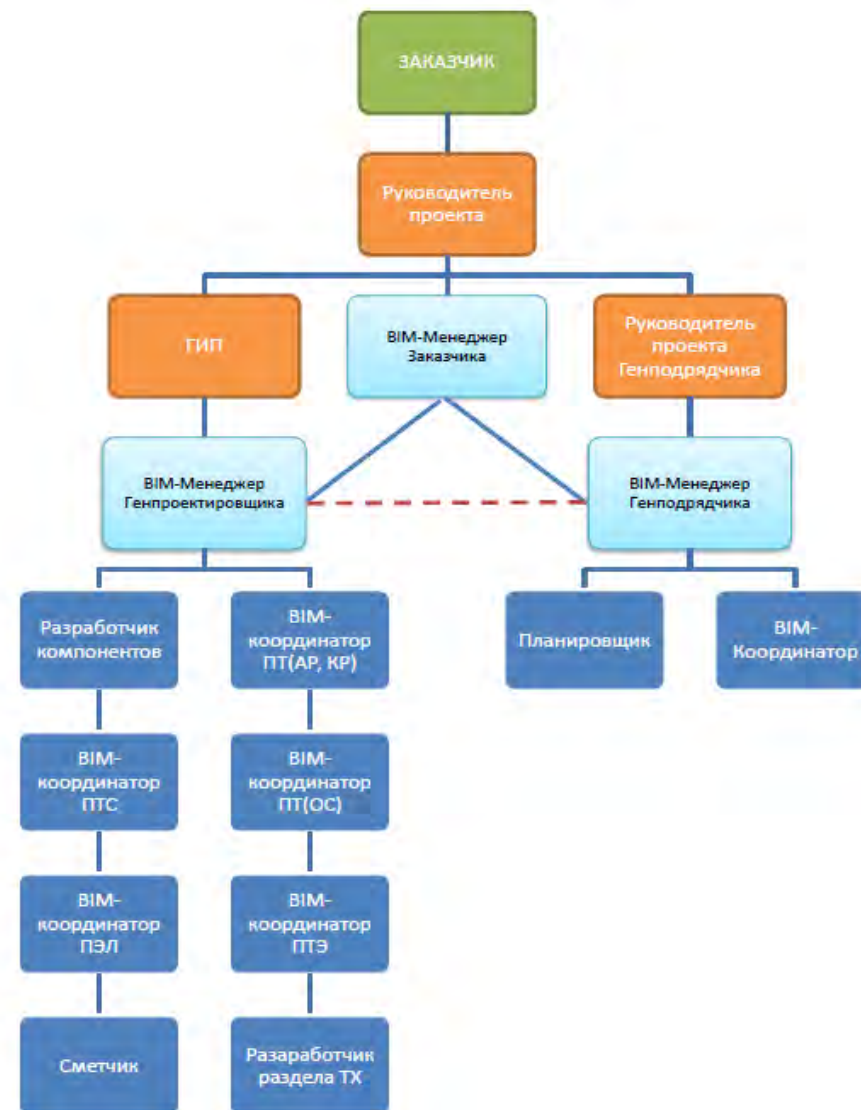 ЗАКАЗЧИК
Руководитель
проекта
ГИП
BIM-Менеджер
Заказчика
Руководитель
проекта
Генподрядчика
BIM-Менеджер
Генпроектировщика
BIM-Менеджер
Генподрядчика
Разработчик
компонентов
BIM-
координатор
ПТ(АР, КР)
Планировщик
BIM-
Координатор
BIM-
координатор
ПТС
BIM-
координатор
ПТ(ОС)
BIM-
координатор
ПЭЛ
BIM-
координатор
ПТЭ
Сметчик
Разаработчик
раздела ТХ